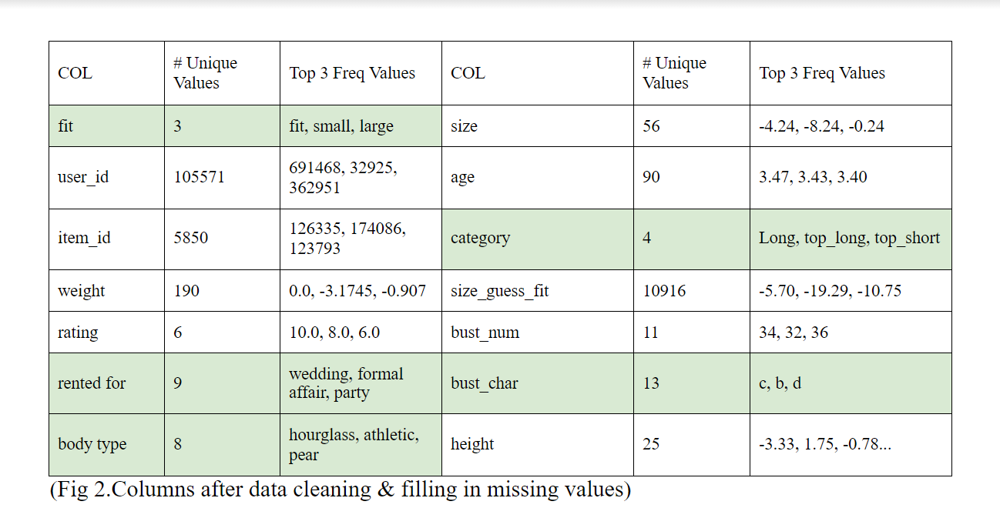 COL # Unique Values Top 3 Freq Values COL # Unique Values Top 3 Freq Values
fit 3 fit, small, large size 56 -4.24, -8.24, -0.24
user_id 105571 691468, 32925, 362951 age 90 3.47, 3.43, 3.40
item_id 5850 126335, 174086, 123793 category 4 Long, top_long, top_short
weight 190 0.0, -3.1745, -0.907 size_guess_fit 10916 -5.70, -19.29, -10.75
rating 6 10.0, 8.0, 6.0 bust_num 11 34, 32, 36
rented for 9 wedding, formal affair, party bust_char 13 c, b, d
body type 8 hourglass, athletic, pear height 25 -3.33, 1.75, -0.78...
(Fig 2.Columns after data cleaning & filling in missing values)